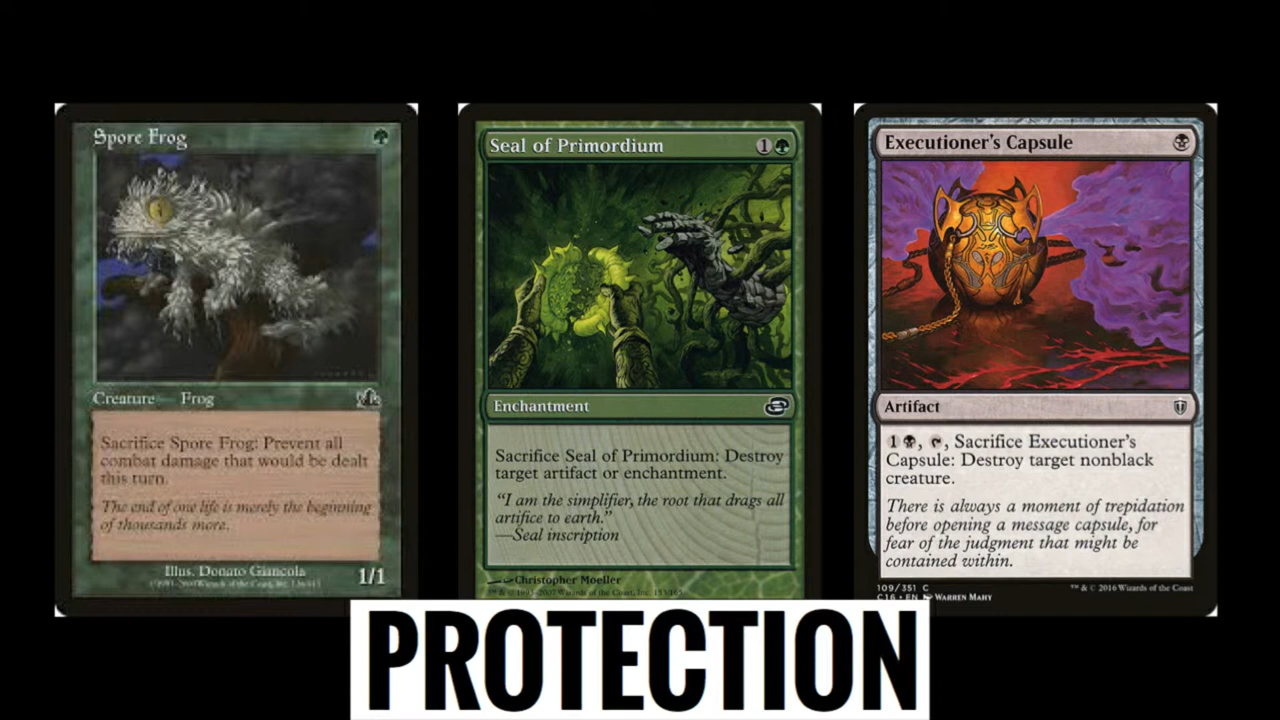 Spore Frog
Creature — Frog
Sacrifice Spore Frog: Prevent all
combat damage that would be dealt
this turn.
The end of one life is merely the beginning
of thousands more.
Illus. Donato Giancola
1/1
Seal of Primordium
1
Enchantment
Sacrifice Seal of Primordium: Destroy
target artifact or enchantment.
“I am the simplifier, the root that drags all
artifice to earth.”
—Seal inscription
Christopher Moeller
Executioner's Capsule
Artifact
1 , , Sacrifice Executioner's
Capsule: Destroy target nonblack
creature.
There is always a moment of trepidation
before opening a message capsule, for
fear of the judgment that might be
contained within.
109/351 C
™ & © 2016 Wizards of the Coast
C16 • EN Warren Mahy
PROTECTION